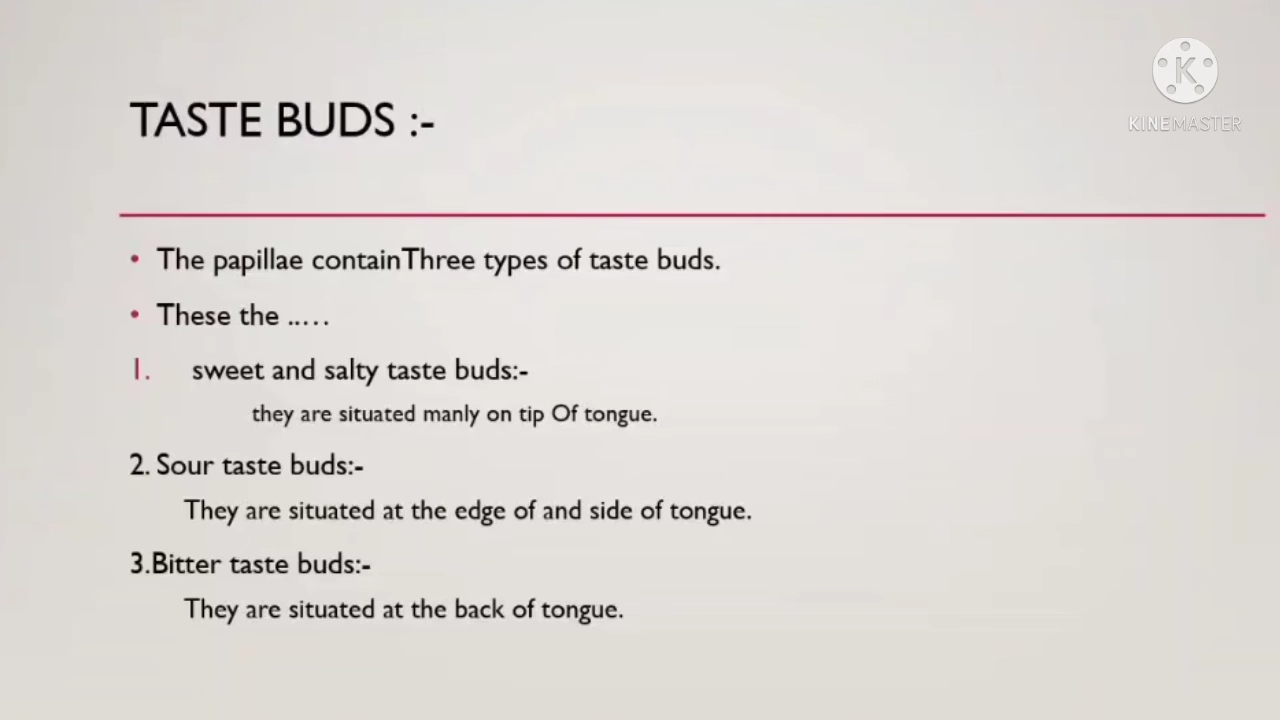 K
KINEMASTER
TASTE BUDS :-
• The papillae containThree types of taste buds.
• These the ..…
1. sweet and salty taste buds:-
they are situated manly on tip Of tongue.
2. Sour taste buds:-
They are situated at the edge of and side of tongue.
3.Bitter taste buds:-
They are situated at the back of tongue.